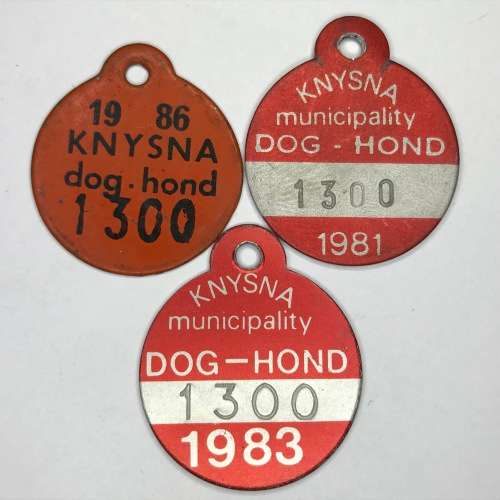 19 86
KNYSNA
dog-hond
1300
KNYSNA
municipality
DOG - HOND
1300
1981
KNYSNA
municipality
DOG-HOND
1300
1983